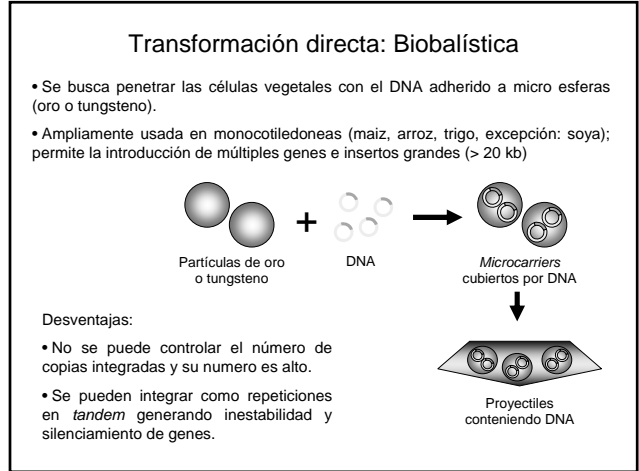 Transformación directa: Biobalística
• Se busca penetrar las células vegetales con el DNA adherido a micro esferas
(oro o tungsteno).
• Ampliamente usada en monocotiledoneas (maiz, arroz, trigo, excepción: soya);
permite la introducción de múltiples genes e insertos grandes (> 20 kb)
+
Partículas de oro
o tungsteno
DNA
Microcarriers
cubiertos por DNA
Desventajas:
• No se puede controlar el número de
copias integradas y su numero es alto.
• Se pueden integrar como repeticiones
en tandem generando inestabilidad y
silenciamiento de genes.
Proyectiles
conteniendo DNA